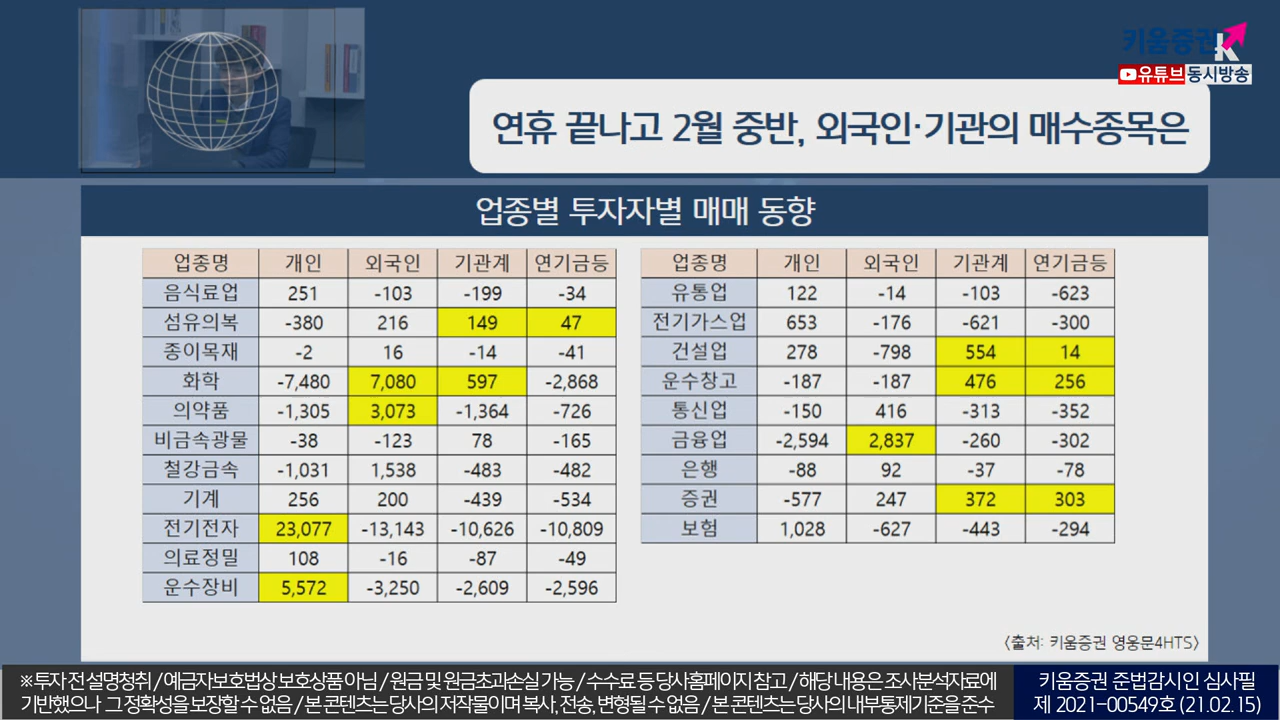 키움증권
유튜브동시방송
연휴 끝나고 2월 중반, 외국인·기관의 매수종목은
업종별 투자자별 매매 동향
업종명 개인 외국인 기관계 연기금등
음식료업 251 -103 -199 -34
섬유의복 -380 216 149 47
종이목재 -2 16 -14 -41
화학 -7,480 7,080 597 -2,868
의약품 -1,305 3,073 -1,364 -726
비금속광물 -38 -123 78 -165
철강금속 -1,031 1,538 -483 -482
기계 256 200 -439 -534
전기전자 23,077 -13,143 -10,626 -10,809
의료정밀 108 -16 -87 -49
운수장비 5,572 -3,250 -2,609 -2,596
업종명 개인 외국인 기관계 연기금등
유통업 122 -14 -103 -623
전기가스업 653 -176 -621 -300
건설업 278 -798 554 14
운수창고 -187 -187 476 256
통신업 -150 416 -313 -352
금융업 -2,594 2,837 -260 -302
은행 -88 92 -37 -78
증권 -577 247 372 303
보험 1,028 -627 -443 -294
<출처: 키움증권 영웅문4HTS>
※ 투자 전 설명청취 / 예금자보호법상 보호상품 아님 / 원금 및 원금초과손실 가능 / 수수료 등 당사홈페이지 참고 / 해당 내용은 조사분석자료에
기반했으나 그 정확성을 보장할 수 없음 / 본 콘텐츠는 당사의 저작물이며 복사, 전송, 변형될 수 없음 / 본 콘텐츠는 당사의 내부통제기준을 준수
키움증권 준법감시인 심사필
제 2021-00549호 (21.02.15)